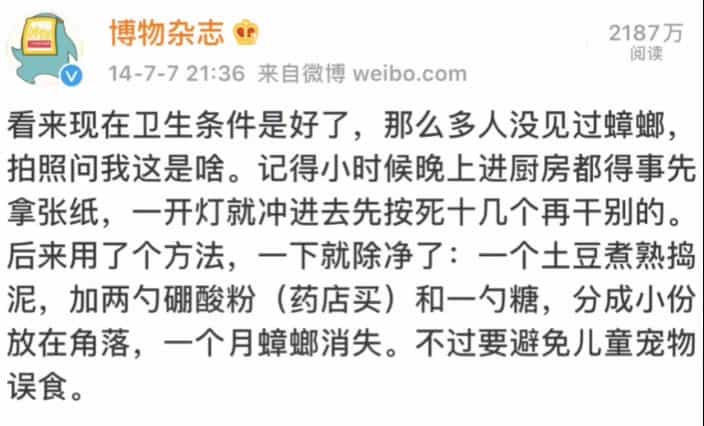 博物杂志
2187万
14-7-7 21:36 来自微博 weibo.com
阅读
看来现在卫生条件是好了，那么多人没见过蟑螂，
拍照问我这是啥。记得小时候晚上进厨房都得事先
拿张纸，一开灯就冲进去先按死十几个再干别的。
后来用了个方法，一下就除净了：一个土豆煮熟捣
泥，加两勺硼酸粉（药店买）和一勺糖，分成小份
放在角落，一个月蟑螂消失。不过要避免儿童宠物
误食。